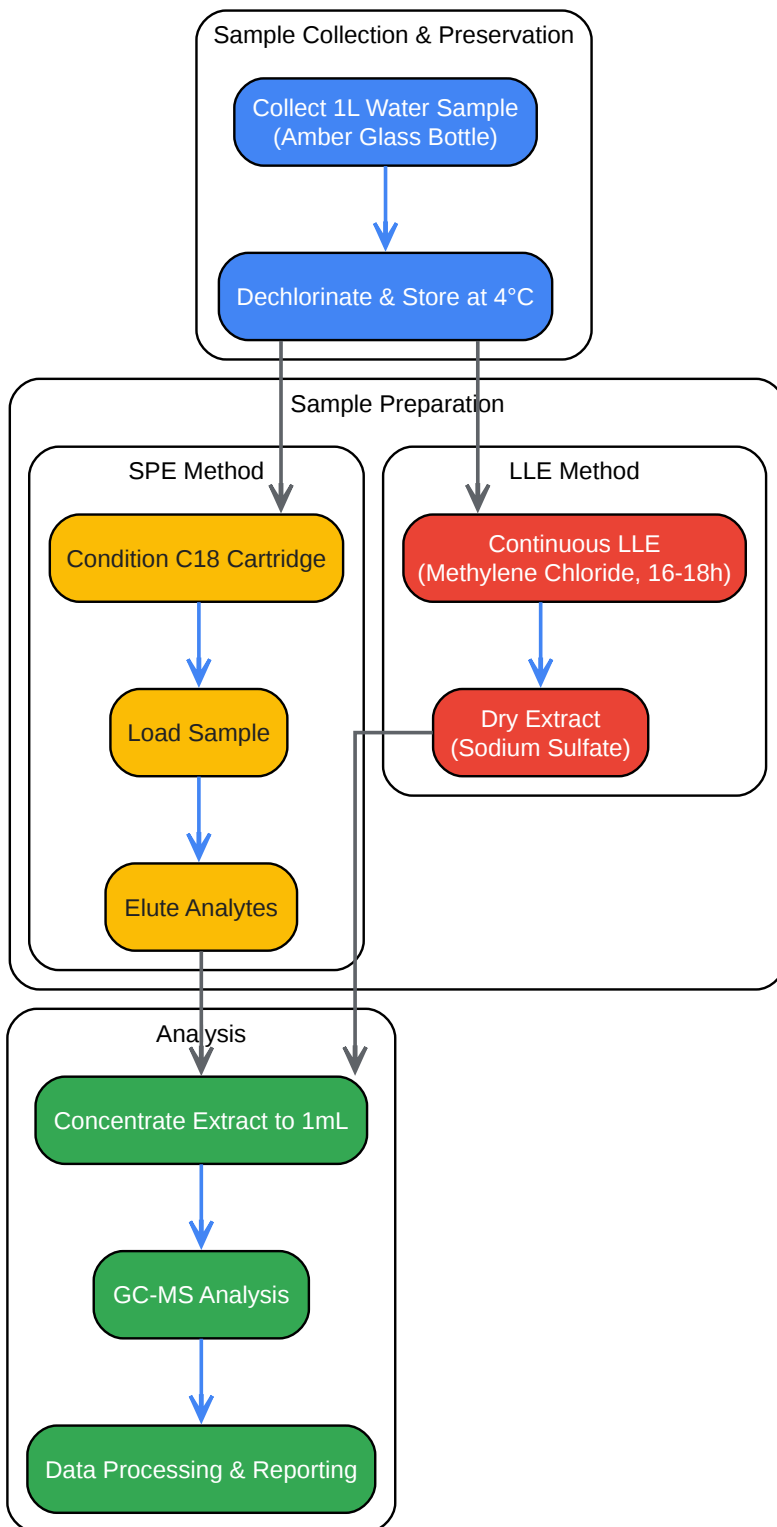 Sample Collection & Preservation
Collect 1L Water Sample
(Amber Glass Bottle)
Dechlorinate & Store at 4°C
Sample Preparation
SPE Method
Condition C18 Cartridge
Load Sample
Elute Analytes
LLE Method
Continuous LLE
(Methylene Chloride, 16-18h)
Dry Extract
(Sodium Sulfate)
Analysis
Concentrate Extract to 1mL
GC-MS Analysis
Data Processing & Reporting